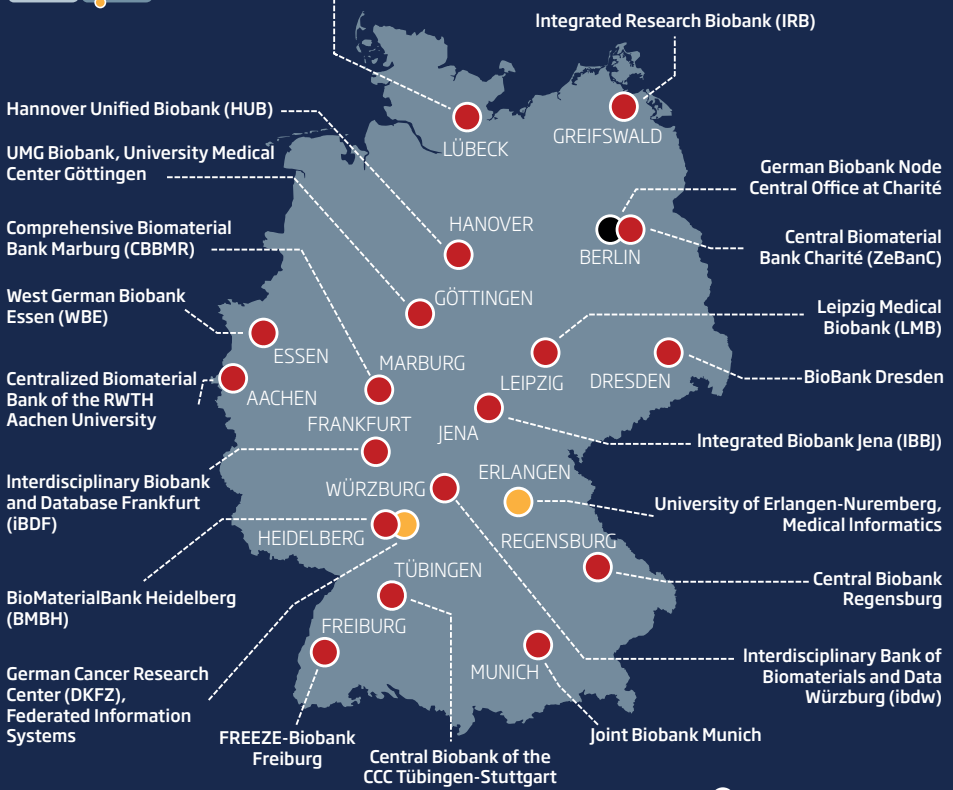 Integrated Research Biobank (IRB)
Hannover Unified Biobank (HUB)
LÜBECK
GREIFSWALD
UMG Biobank, University Medical
Center Göttingen
German Biobank Node
Central Office at Charité
Comprehensive Biomaterial
Bank Marburg (CBBMR)
HANOVER
BERLIN
Central Biomaterial
Bank Charité (ZeBanC)
West German Biobank
Essen (WBE)
GÖTTINGEN
Leipzig Medical
Biobank (LMB)
ESSEN
MARBURG
LEIPZIG
DRESDEN
BioBank Dresden
Centralized Biomaterial
Bank of the RWTH
Aachen University
AACHEN
FRANKFURT
JENA
Integrated Biobank Jena (IBBJ)
Interdisciplinary Biobank
and Database Frankfurt
(iBDF)
WÜRZBURG
ERLANGEN
University of Erlangen-Nuremberg,
Medical Informatics
HEIDELBERG
REGENSBURG
BioMaterialBank Heidelberg
(BMBH)
TÜBINGEN
Central Biobank
Regensburg
FREIBURG
MUNICH
German Cancer Research
Center (DKFZ),
Federated Information
Systems
Interdisciplinary Bank of
Biomaterials and Data
Würzburg (ibdw)
FREEZE-Biobank
Freiburg
Central Biobank of the
CCC Tübingen-Stuttgart
Joint Biobank Munich